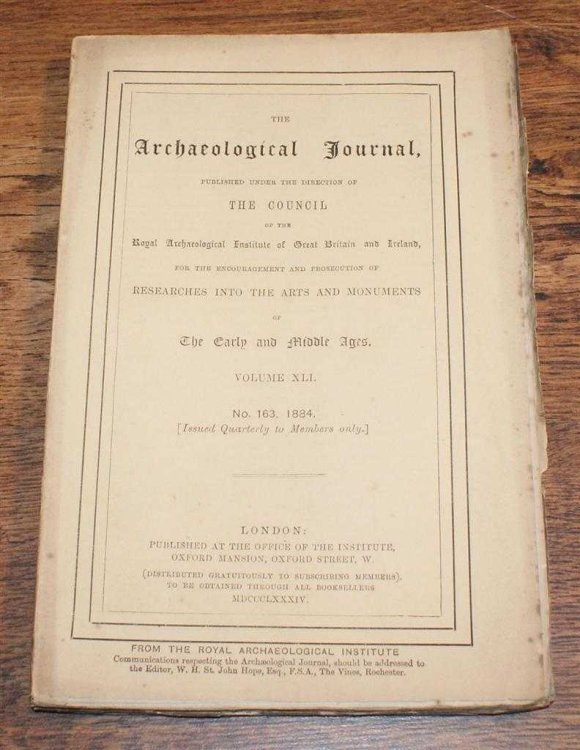 THE
Archaeological Journal,
PUBLISHED UNDER THE DIRECTION OF
THE COUNCIL
OF THE
Royal Archaeological Institute of Great Britain and Ireland,
FOR THE ENCOURAGEMENT AND PROSECUTION OF
RESEARCHES INTO THE ARTS AND MONUMENTS
OF
The Early and Middle Ages.
VOLUME XLI.
No. 163, 1884.
[Issued Quarterly to Members only.]
LONDON:
PUBLISHED AT THE OFFICE OF THE INSTITUTE,
OXFORD MANSION, OXFORD STREET, W.
(DISTRIBUTED GRATUITOUSLY TO SUBSCRIBING MEMBERS).
TO BE OBTAINED THROUGH ALL BOOKSELLERS
MDCCCLXXXIV.
FROM THE ROYAL ARCHAEOLOGICAL INSTITUTE
Communications respecting the Archæological Journal, should be addressed to
the Editor, W. H. St. John Hope, Esq., F.S.A., The Vines, Rochester.